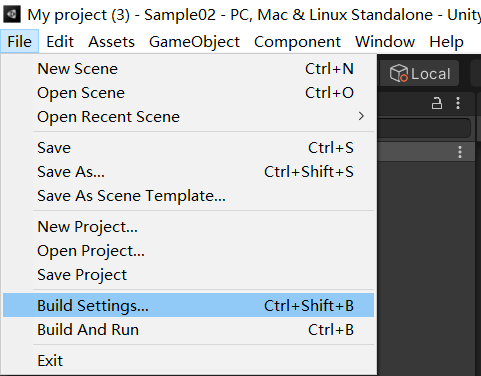 My project (3) - Sample02 - PC, Mac & Linux Standalone - Unity
File Edit Assets GameObject Component Window Help
Local
New Scene Ctrl+N
Open Scene Ctrl+O
Open Recent Scene
Save Ctrl+S
Save As... Ctrl+Shift+S
Save As Scene Template...
New Project...
Open Project...
Save Project
Build Settings... Ctrl+Shift+B
Build And Run Ctrl+B
Exit